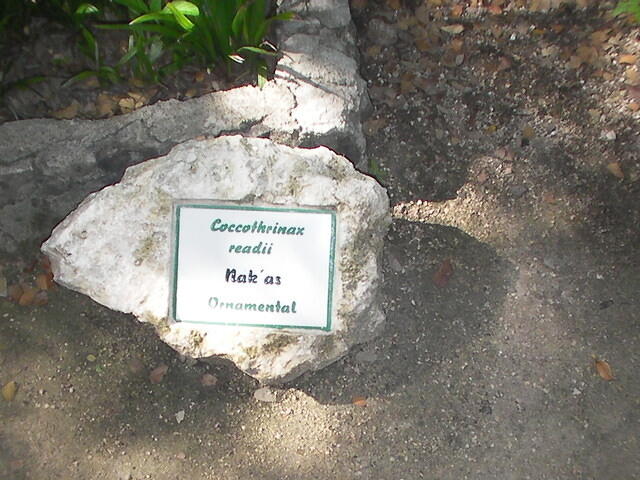 Coccothrinax
readii
Nak'as
Ornamental